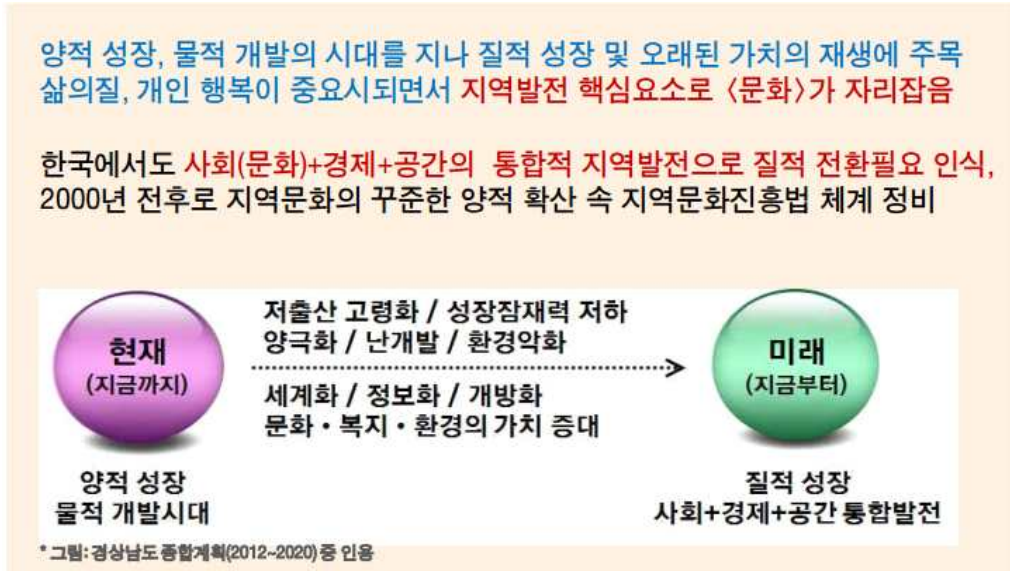 양적 성장, 물적 개발의 시대를 지나 질적 성장 및 오래된 가치의 재생에 주목
삶의질, 개인 행복이 중요시되면서 지역발전 핵심요소로 〈문화〉가 자리잡음
한국에서도 사회(문화)+경제+공간의 통합적 지역발전으로 질적 전환필요 인식,
2000년 전후로 지역문화의 꾸준한 양적 확산 속 지역문화진흥법 체계 정비
현재
(지금까지)
저출산 고령화 / 성장잠재력 저하
양극화 / 난개발 / 환경악화
세계화 / 정보화 / 개방화
문화・복지・환경의 가치 증대
미래
(지금부터)
양적 성장
물적 개발시대
질적 성장
사회+경제+공간 통합발전
* 그림: 경상남도 종합계획(2012~2020) 중 인용